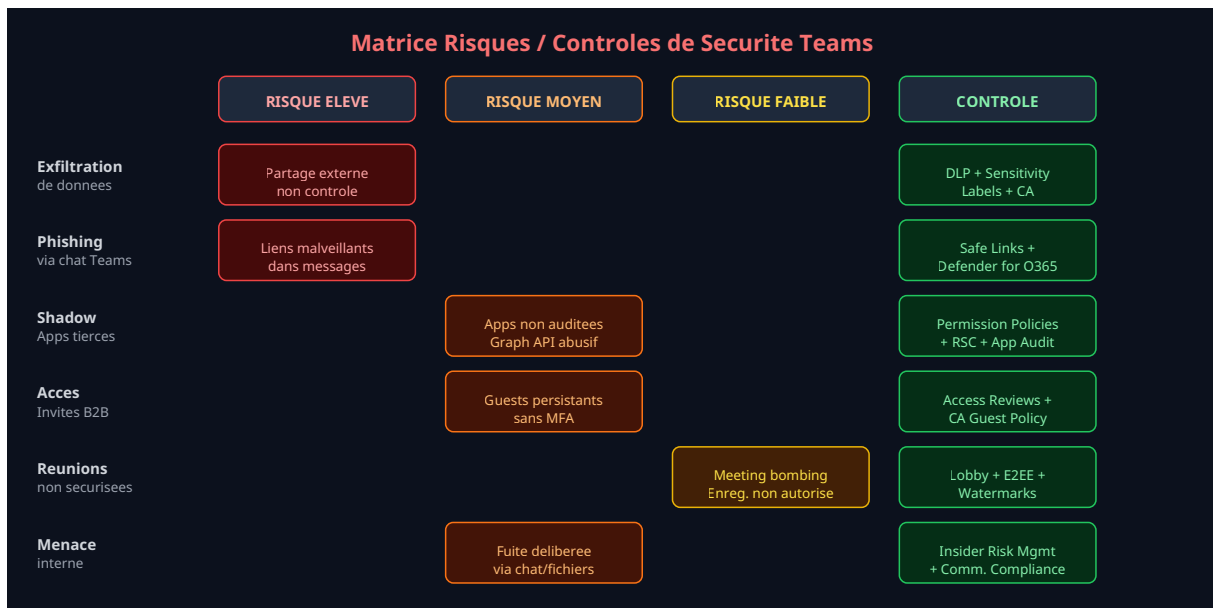 Matrice Risques / Controles de Securite Teams
RISQUE ELEVE
RISQUE MOYEN
RISQUE FAIBLE
CONTROLE
Exfiltration
de donnees
Partage externe
non controle
DLP + Sensitivity
Labels + CA
Phishing
via chat Teams
Liens malveillants
dans messages
Safe Links +
Defender for O365
Shadow
Apps tierces
Apps non auditees
Graph API abusif
Permission Policies
+ RSC + App Audit
Acces
Invites B2B
Guests persistants
sans MFA
Access Reviews +
CA Guest Policy
Reunions
non securisees
Meeting bombing
Enreg. non autorise
Lobby + E2EE +
Watermarks
Menace
interne
Fuite deliberee
via chat/fichiers
Insider Risk Mgmt
+ Comm. Compliance